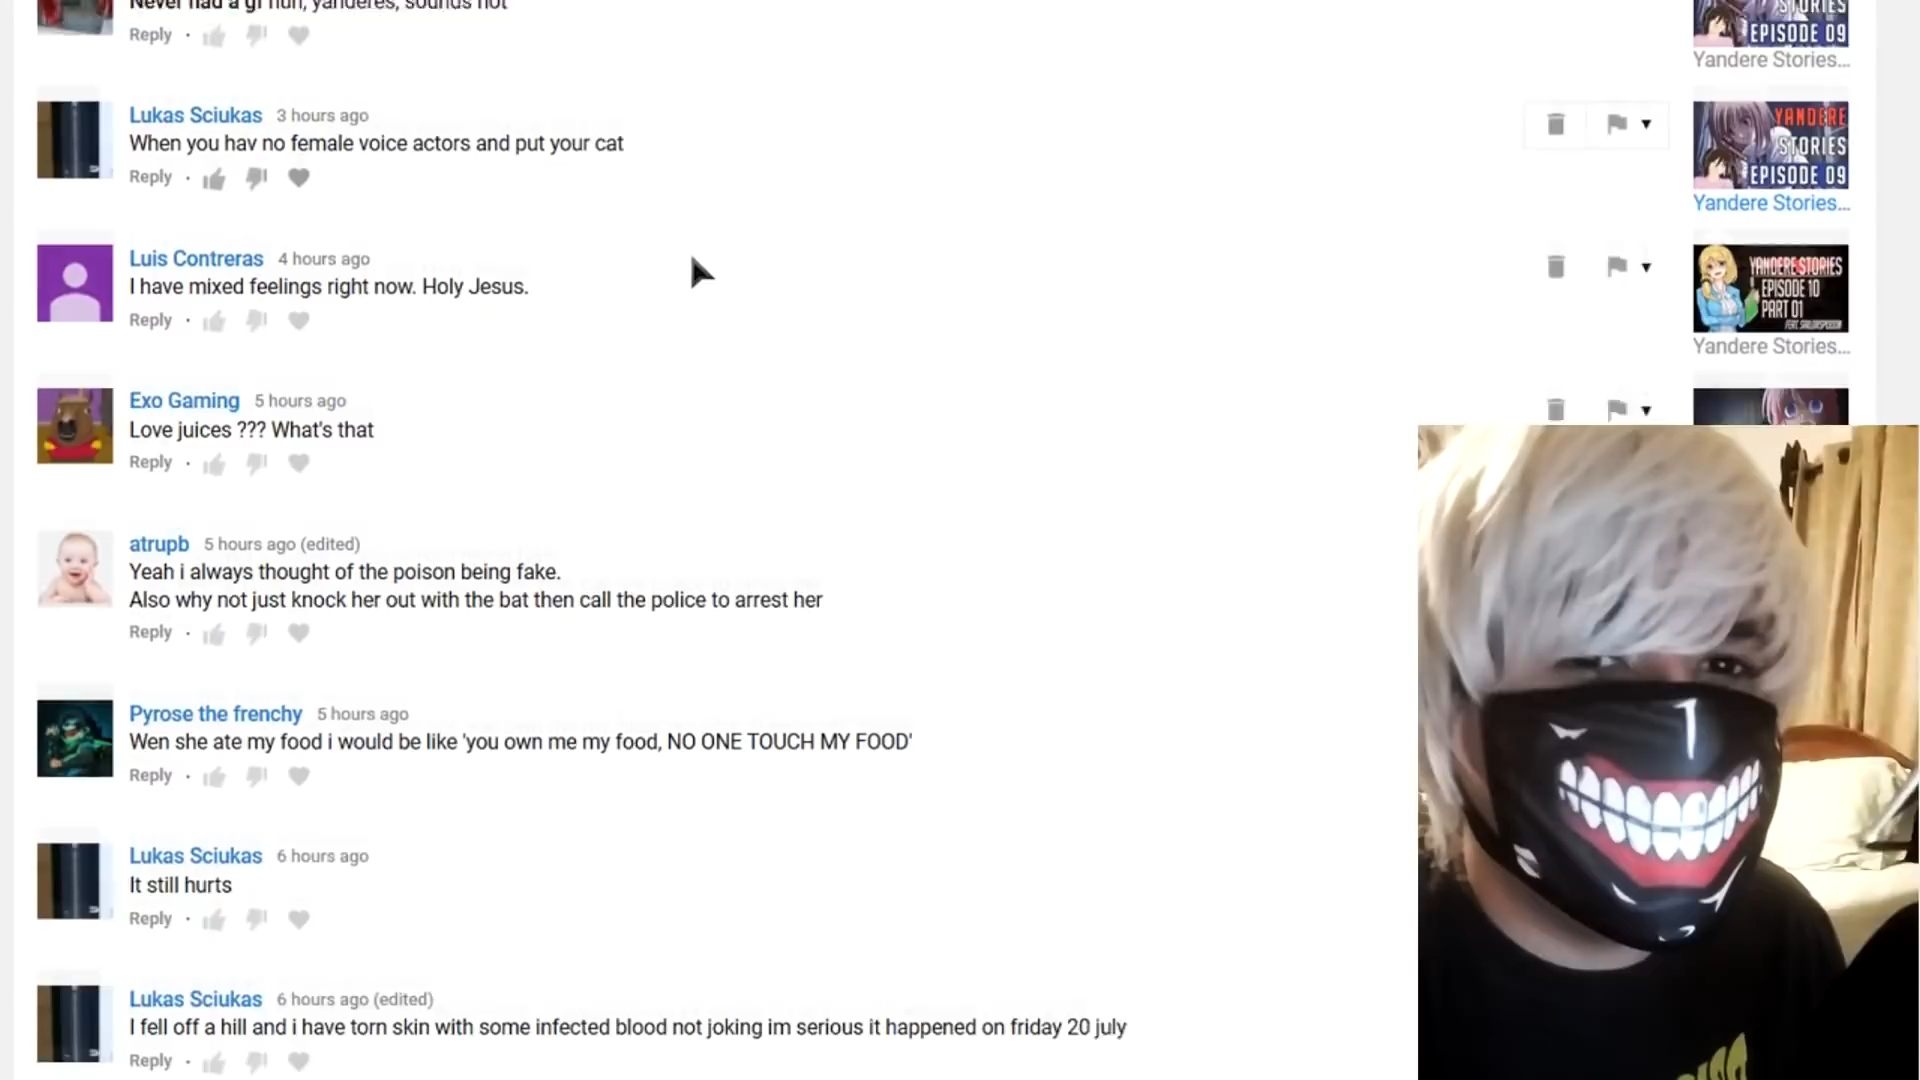 Never had a gf huh, yanderes, sounds hot
Reply
STORIES
EPISODE 09
Yandere Stories...
Lukas Sciukas 3 hours ago
When you hav no female voice actors and put your cat
Reply
YANDERE
STORIES
EPISODE 09
Yandere Stories...
Luis Contreras 4 hours ago
I have mixed feelings right now. Holy Jesus.
Reply
YANDERE STORIES
EPISODE 10
PART 01
Yandere Stories...
Exo Gaming 5 hours ago
Love juices ??? What's that
Reply
atrupb 5 hours ago (edited)
Yeah i always thought of the poison being fake.
Also why not just knock her out with the bat then call the police to arrest her
Reply
Pyrose the frenchy 5 hours ago
Wen she ate my food i would be like 'you own me my food, NO ONE TOUCH MY FOOD'
Reply
Lukas Sciukas 6 hours ago
It still hurts
Reply
Lukas Sciukas 6 hours ago (edited)
I fell off a hill and i have torn skin with some infected blood not joking im serious it happened on friday 20 july
Reply